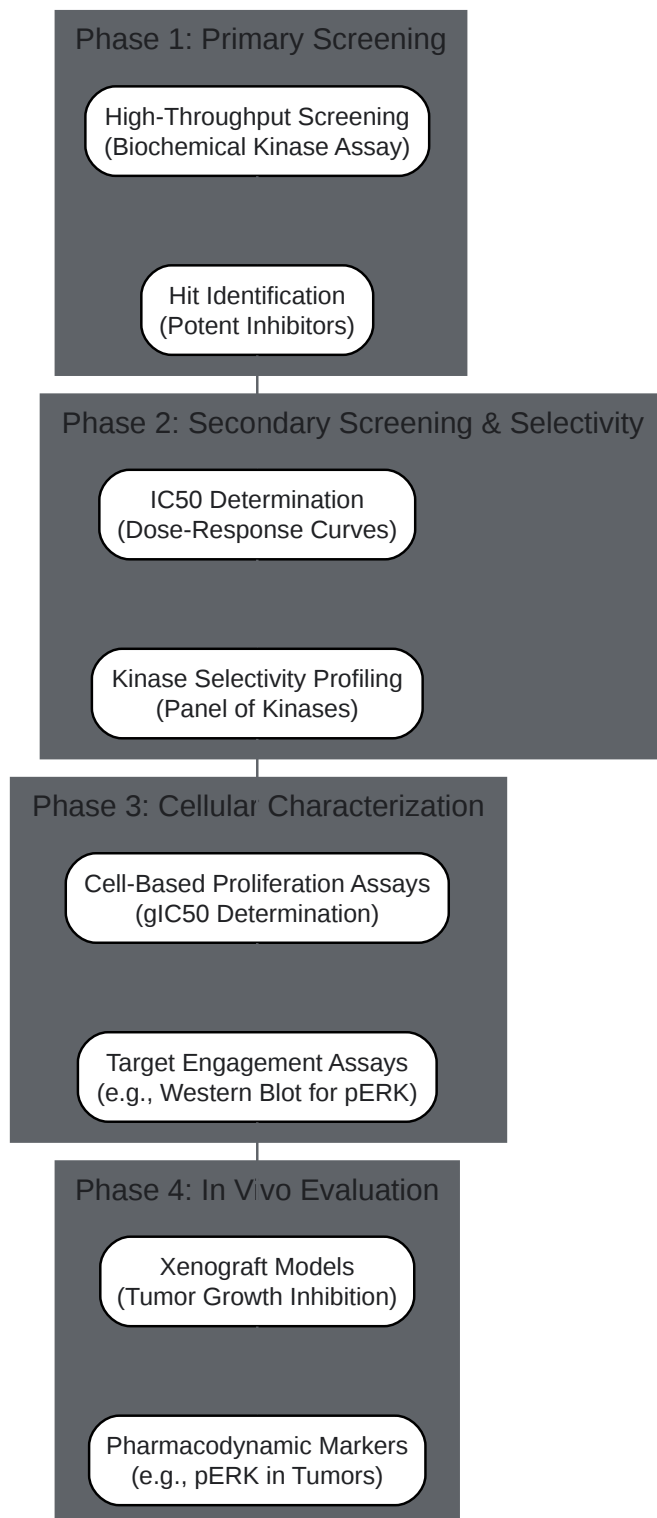 Phase 1: Primary Screening
High-Throughput Screening
(Biochemical Kinase Assay)
Hit Identification
(Potent Inhibitors)
Phase 2: Secondary Screening & Selectivity
IC50 Determination
(Dose-Response Curves)
Kinase Selectivity Profiling
(Panel of Kinases)
Phase 3: Cellular Characterization
Cell-Based Proliferation Assays
(gIC50 Determination)
Target Engagement Assays
(e.g., Western Blot for pERK)
Phase 4: In Vivo Evaluation
Xenograft Models
(Tumor Growth Inhibition)
Pharmacodynamic Markers
(e.g., pERK in Tumors)